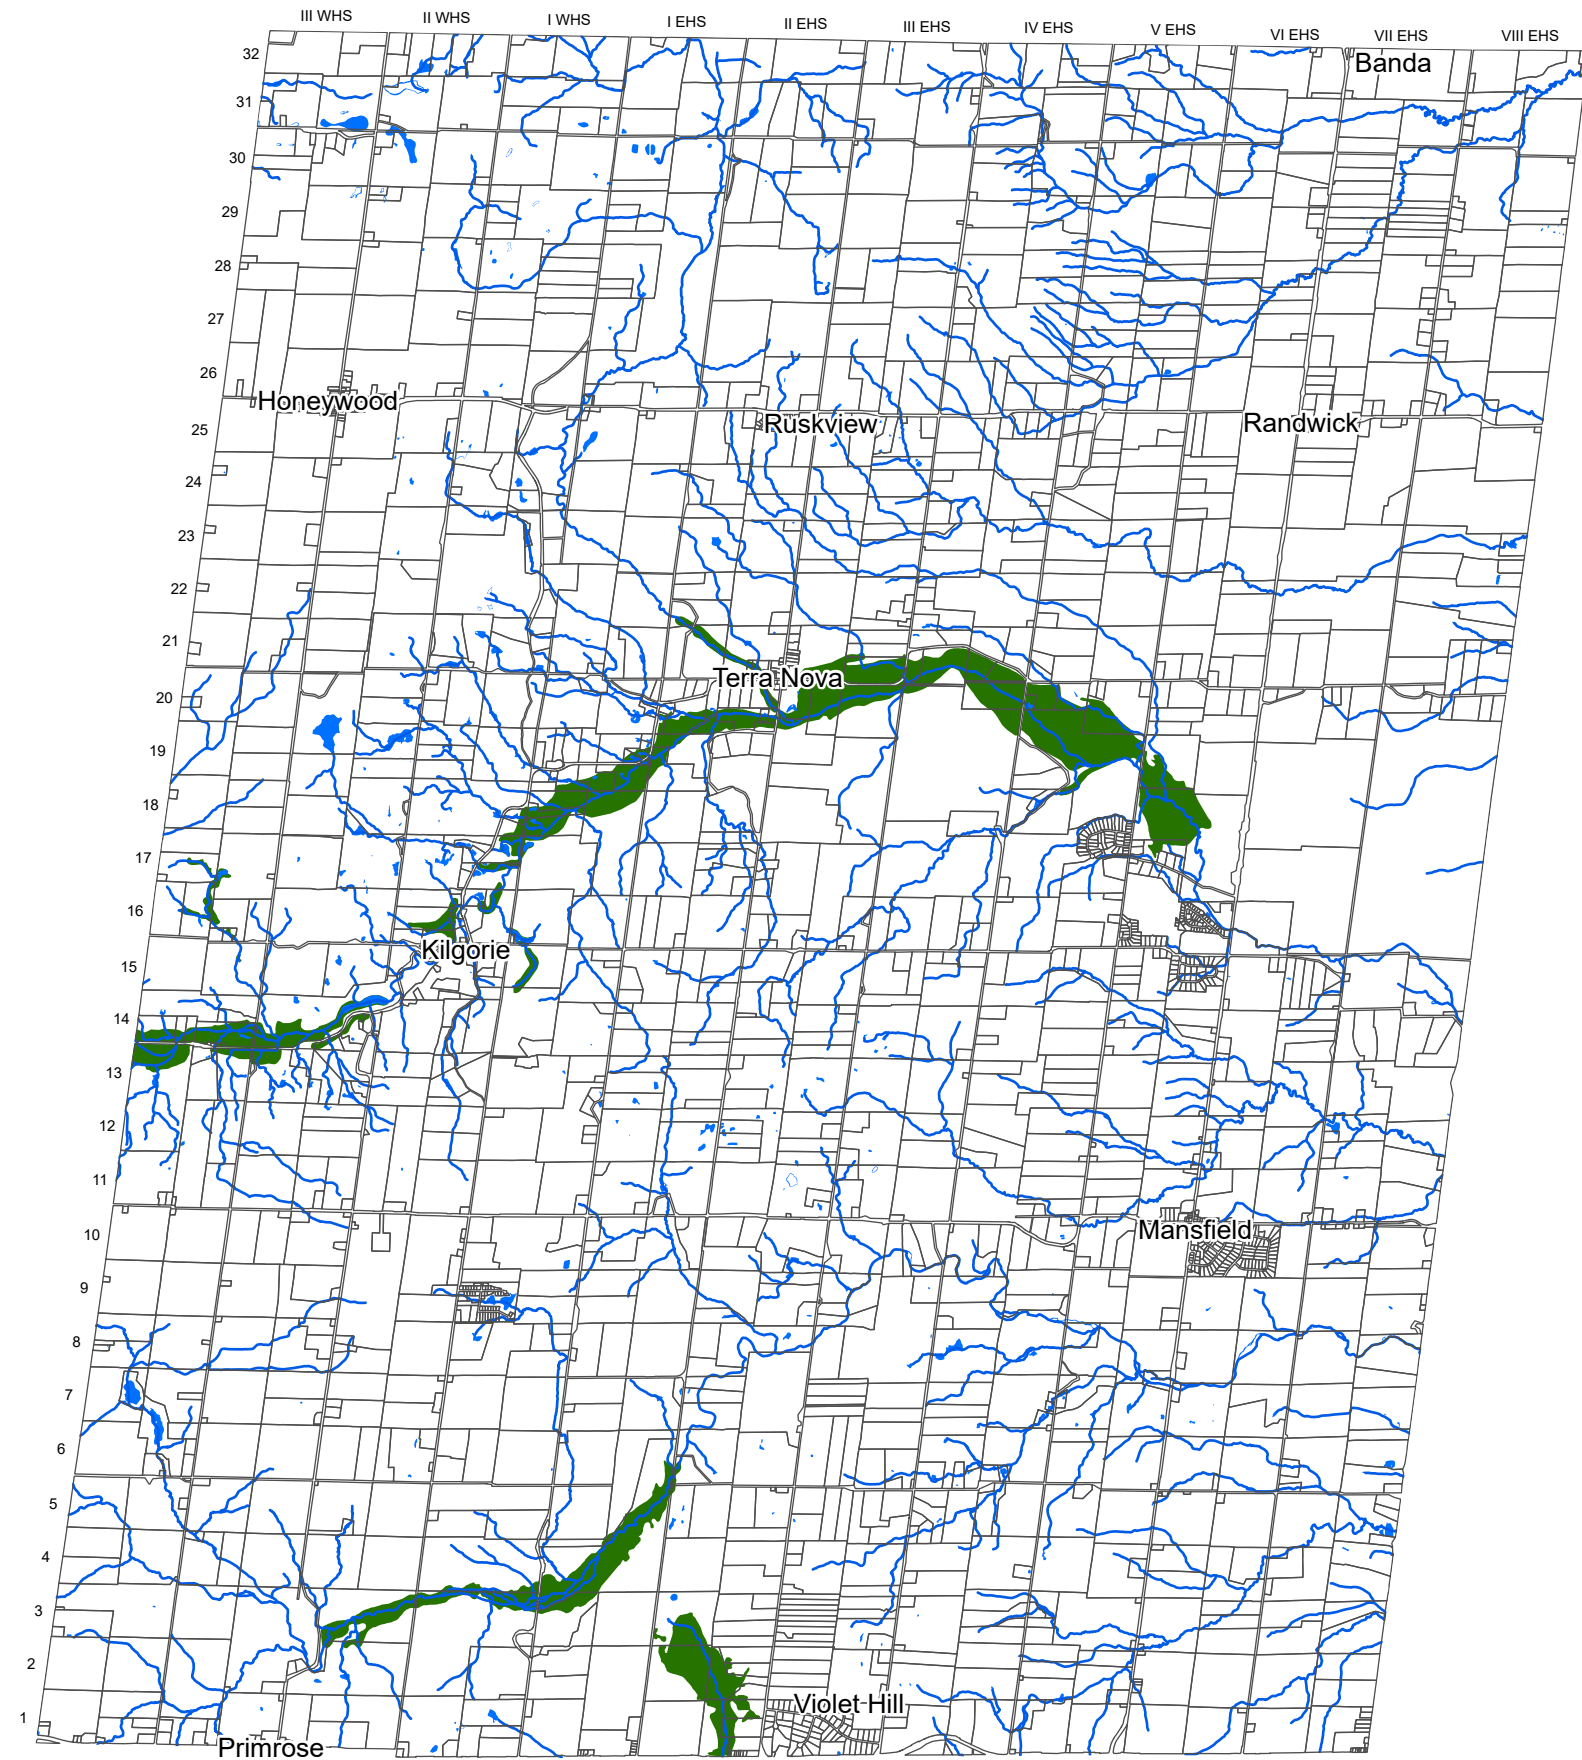 III WHS
II WHS
I WHS
I EHS
II EHS
III EHS
IV EHS
V EHS
VI EHS
VII EHS
VIII EHS
32
Banda
31
30
29
28
27
26
Honeywood
25
Ruskview
Randwick
24
23
22
21
Terra Nova
20
19
18
17
16
Kilgorie
15
14
13
12
11
10
Mansfield
9
8
7
6
5
4
3
2
Violet Hill
1
Primrose